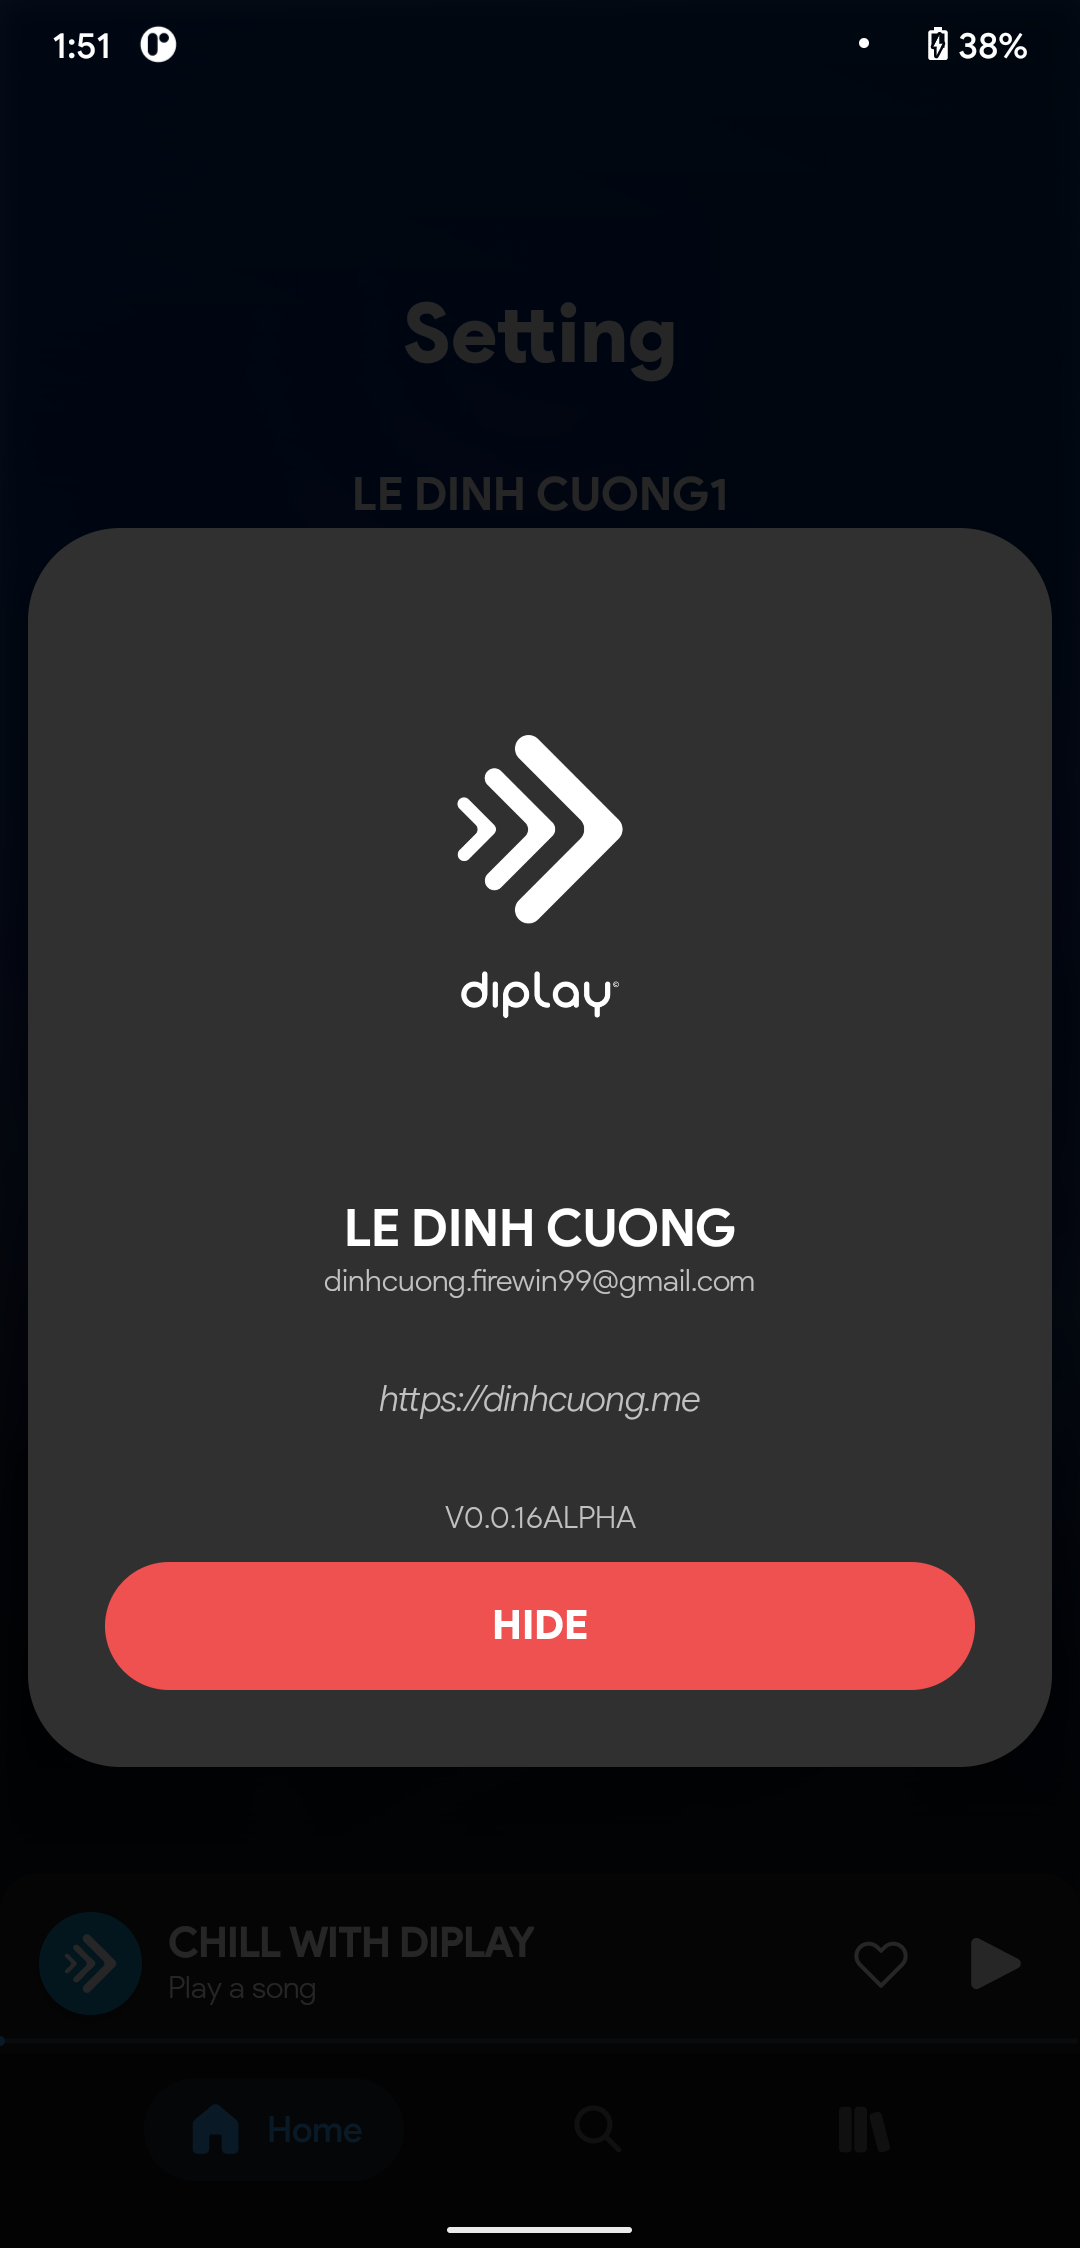 1:51
38%
Setting
LE DINH CUONG1
diplay©
LE DINH CUONG
dinhcuong.firewin99@gmail.com
https://dinhcuong.me
V0.0.16ALPHA
HIDE
CHILL WITH DIPLAY
Play a song
Home